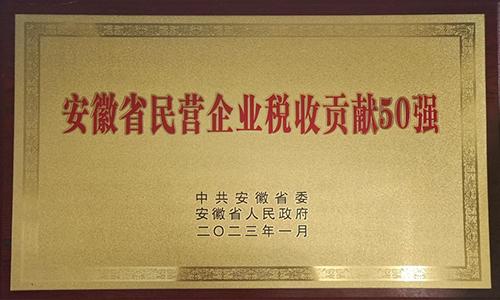 安徽省民营企业税收贡献50强
中共安徽省委
安徽省人民政府
二〇二三年一月